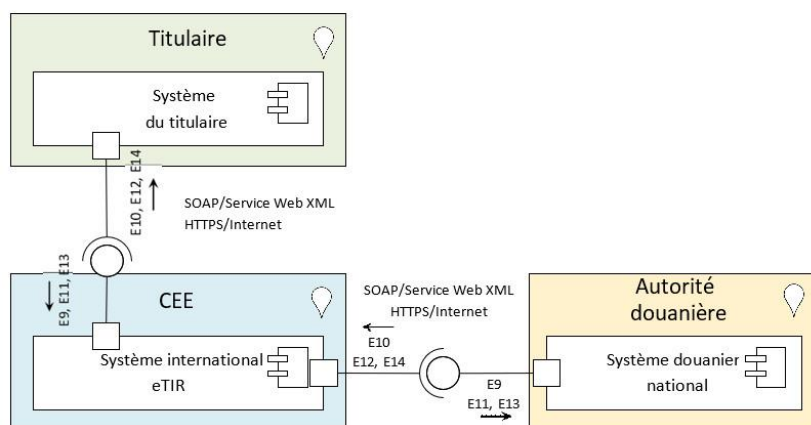 Titulaire
Système
du titulaire
E10, E12, E14
SOAP/Service Web XML
HTTPS/Internet
E9, E11, E13
CEE
Système international
eTIR
SOAP/Service Web XML
HTTPS/Internet
E10
E12, E14
E9
E11, E13
Autorité
douanière
Système douanier
national